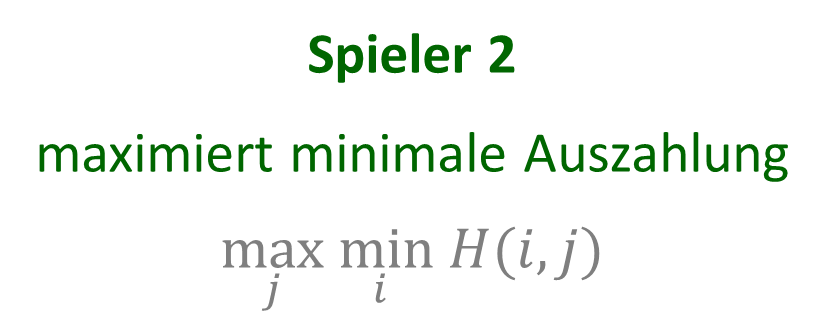 Spieler 2
maximiert minimale Auszahlung
max min H(i, j)
j i